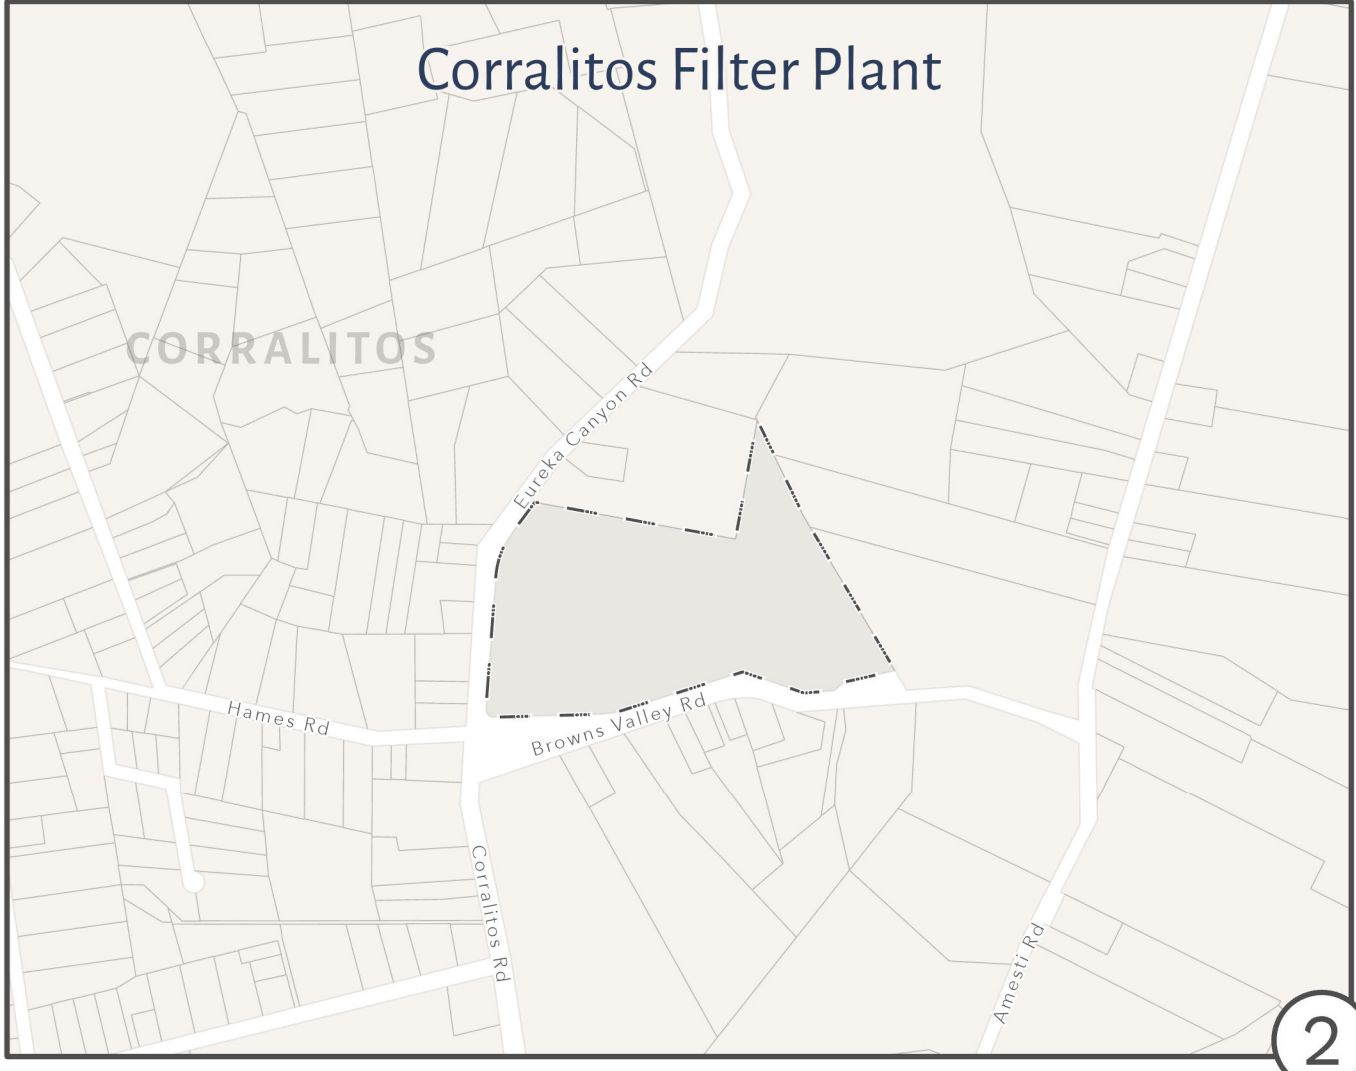 Corralitos Filter Plant
CORRALITOS
Eureka Canyon Rd
Hames Rd
Browns Valley Rd
Corralitos Rd
Amesti Rd
2